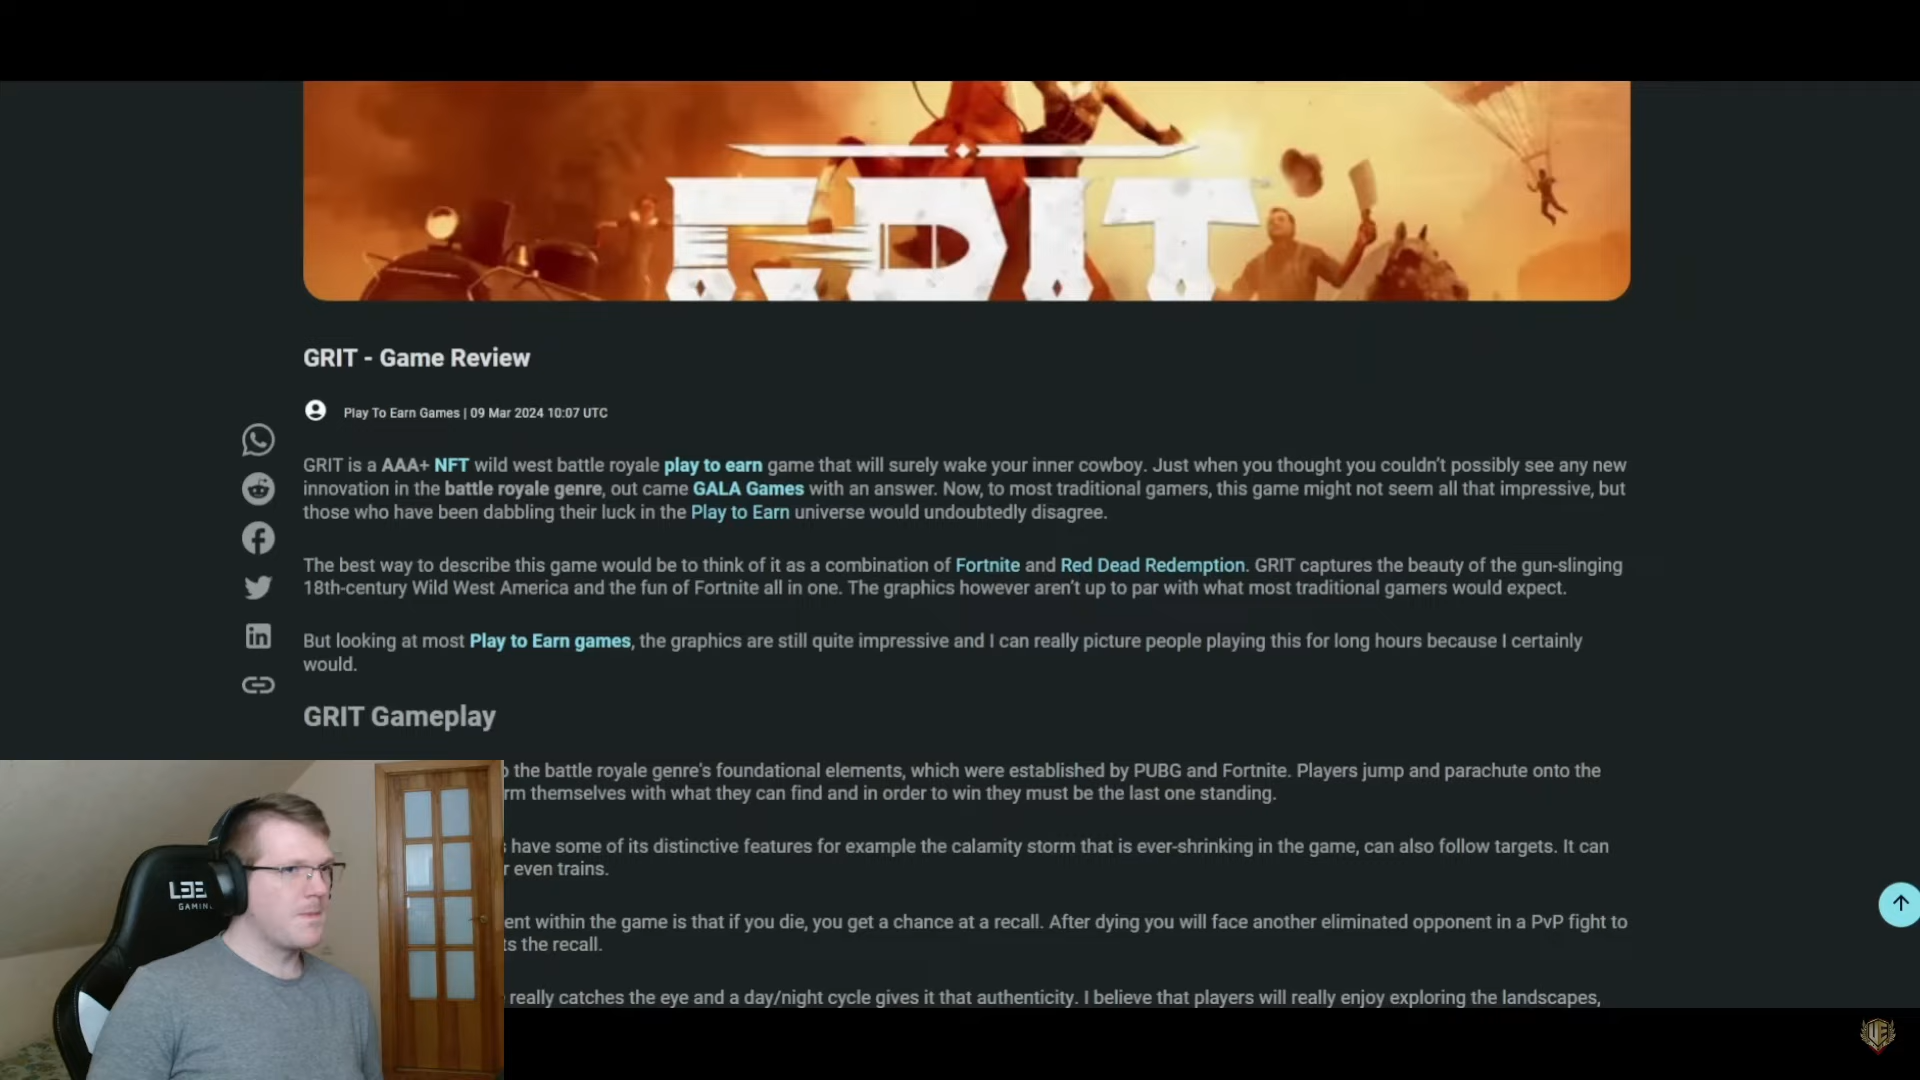 GRIT
GRIT - Game Review
Play To Earn Games | 09 Mar 2024 10:07 UTC
GRIT is a AAA+ NFT wild west battle royale play to earn game that will surely wake your inner cowboy. Just when you thought you couldn't possibly see any new
innovation in the battle royale genre, out came GALA Games with an answer. Now, to most traditional gamers, this game might not seem all that impressive, but
those who have been dabbling their luck in the Play to Earn universe would undoubtedly disagree.
The best way to describe this game would be to think of it as a combination of Fortnite and Red Dead Redemption. GRIT captures the beauty of the gun-slinging
18th-century Wild West America and the fun of Fortnite all in one. The graphics however aren't up to par with what most traditional gamers would expect.
But looking at most Play to Earn games, the graphics are still quite impressive and I can really picture people playing this for long hours because I certainly
would.
GRIT Gameplay
the battle royale genre's foundational elements, which were established by PUBG and Fortnite. Players jump and parachute onto the
rm themselves with what they can find and in order to win they must be the last one standing.
have some of its distinctive features for example the calamity storm that is ever-shrinking in the game, can also follow targets. It can
r even trains.
ent within the game is that if you die, you get a chance at a recall. After dying you will face another eliminated opponent in a PvP fight to
ts the recall.
really catches the eye and a day/night cycle gives it that authenticity. I believe that players will really enjoy exploring the landscapes,
GAMING
UE